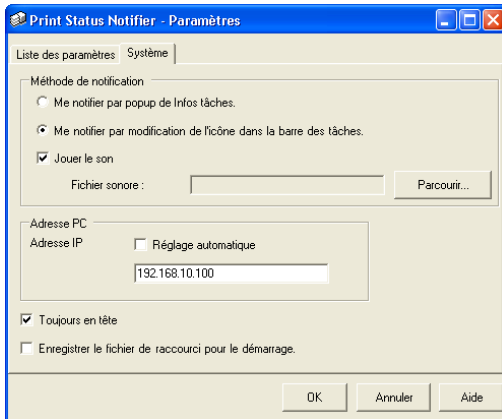 Print Status Notifier - Paramètres
Liste des paramètres Système
Méthode de notification
Me notifier par popup de Infos tâches.
Me notifier par modification de l'icône dans la barre des tâches.
Jouer le son
Fichier sonore : Parcourir...
Adresse PC
Adresse IP Réglage automatique
192.168.10.100
Toujours en tête
Enregistrer le fichier de raccourci pour le démarrage.
OK Annuler Aide